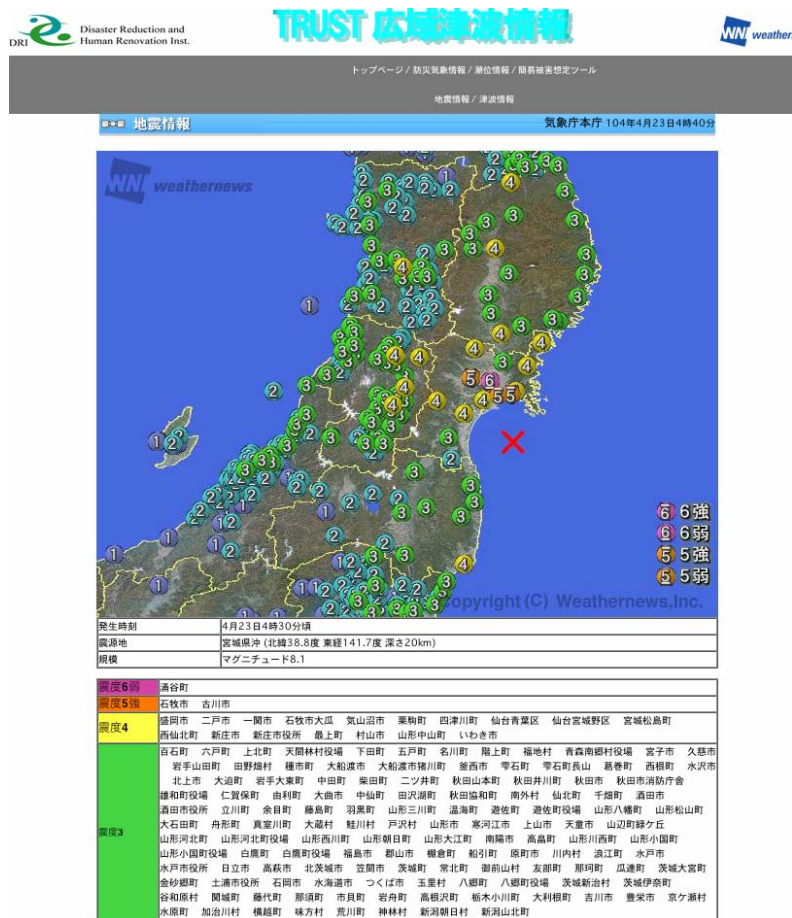 DRI
Disaster Reduction and
Human Renovation Inst.
TRUST 広域津波情報
WNI weathern
トップページ / 防災気象情報 / 潮位情報 / 簡易被害想定ツール
地震情報 / 津波情報
地震情報
気象庁本庁 104年4月23日4時40分
WNI weathernews
6 6強
6 6弱
5 5強
5 5弱
Copyright (C) Weathernews,Inc.
発生時刻 4月23日4時30分頃
震源地 宮城県沖 (北緯38.8度 東経141.7度 深さ20km)
規模 マグニチュード8.1
震度6弱 涌谷町
震度5強 石牧市 古川市
震度4
盛岡市 二戸市 一関市 石牧市大瓜 気山沼市 栗駒町 四津川町 仙台青葉区 仙台宮城野区 宮城松島町
西仙北町 新庄市 新庄市役所 最上町 村山市 山形中山町 いわき市
震度3
百石町 六戸町 上北町 天間林村役場 下田町 五戸町 名川町 階上町 福地村 青森南郷村役場 宮子市 久慈市
岩手山田町 田野畑村 種市町 大船渡市 大船渡市猪川町 釜西市 雫石町 雫石町長山 葛巻町 西根町 水沢市
北上市 大迫町 岩手大東町 中田町 柴田町 二ツ井町 秋田山本町 秋田井川町 秋田市 秋田市消防庁舎
雄和町役場 仁賀保町 由利町 大曲市 中仙町 田沢湖町 秋田協和町 南外村 仙北町 千畑町 酒田市
酒田市役所 立川町 余目町 藤島町 羽黒町 山形三川町 温海町 遊佐町 遊佐町役場 山形八幡町 山形松山町
大石田町 舟形町 真室川町 大蔵村 鮭川村 戸沢村 山形市 寒河江市 上山市 天童市 山辺町緑ケ丘
山形河北町 山形河北町役場 山形西川町 山形朝日町 山形大江町 南陽市 高畠町 山形川西町 山形小国町
山形小国町役場 白鷹町 白鷹町役場 福島市 郡山市 棚倉町 船引町 原町市 川内村 浪江町 水戸市
水戸市役所 日立市 高萩市 北茨城市 笠間市 茨城町 常北町 御前山村 友部町 那珂町 瓜連町 茨城大宮町
金砂郷町 土浦市役所 石岡市 水海道市 つくば市 玉里村 八郷町 八郷町役場 茨城新治村 茨城伊奈町
谷和原村 関城町 藤代町 那須町 市貝町 岩舟町 高根沢町 栃木小川町 大利根町 吉川市 豊栄市 京ケ瀬村
水原町 加治川村 横越町 味方村 荒川町 神林村 新潟朝日村 新潟山北町